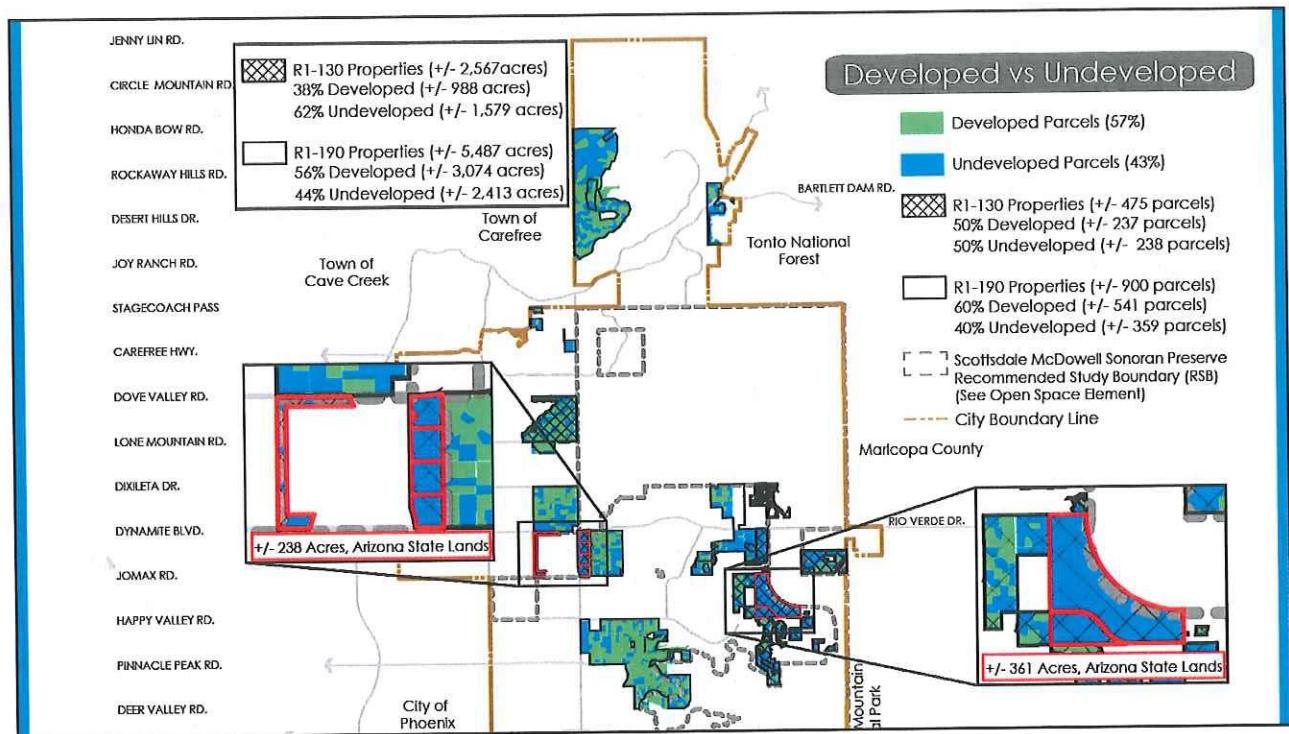 JENNY LIN RD.
CIRCLE MOUNTAIN RD.
HONDA BOW RD.
ROCKAWAY HILLS RD.
DESERT HILLS DR.
JOY RANCH RD.
STAGECOACH PASS
CAREFREE HWY.
DOVE VALLEY RD.
LONE MOUNTAIN RD.
DIXILETA DR.
DYNAMITE BLVD.
JOMAX RD.
HAPPY VALLEY RD.
PINNACLE PEAK RD.
DEER VALLEY RD.
R1-130 Properties (+/- 2,567acres)
38% Developed (+/- 988 acres)
62% Undeveloped (+/- 1,579 acres)
R1-190 Properties (+/- 5,487 acres)
56% Developed (+/- 3,074 acres)
44% Undeveloped (+/- 2,413 acres)
Town of
Carefree
Town of
Cave Creek
Tonto National
Forest
BARTLETT DAM RD.
Developed vs Undeveloped
Developed Parcels (57%)
Undeveloped Parcels (43%)
R1-130 Properties (+/- 475 parcels)
50% Developed (+/- 237 parcels)
50% Undeveloped (+/- 238 parcels)
R1-190 Properties (+/- 900 parcels)
60% Developed (+/- 541 parcels)
40% Undeveloped (+/- 359 parcels)
Scottsdale McDowell Sonoran Preserve
Recommended Study Boundary (RSB)
(See Open Space Element)
City Boundary Line
Maricopa County
RIO VERDE DR.
+/- 238 Acres, Arizona State Lands
+/- 361 Acres, Arizona State Lands
City of
Phoenix
Mountain
al Park